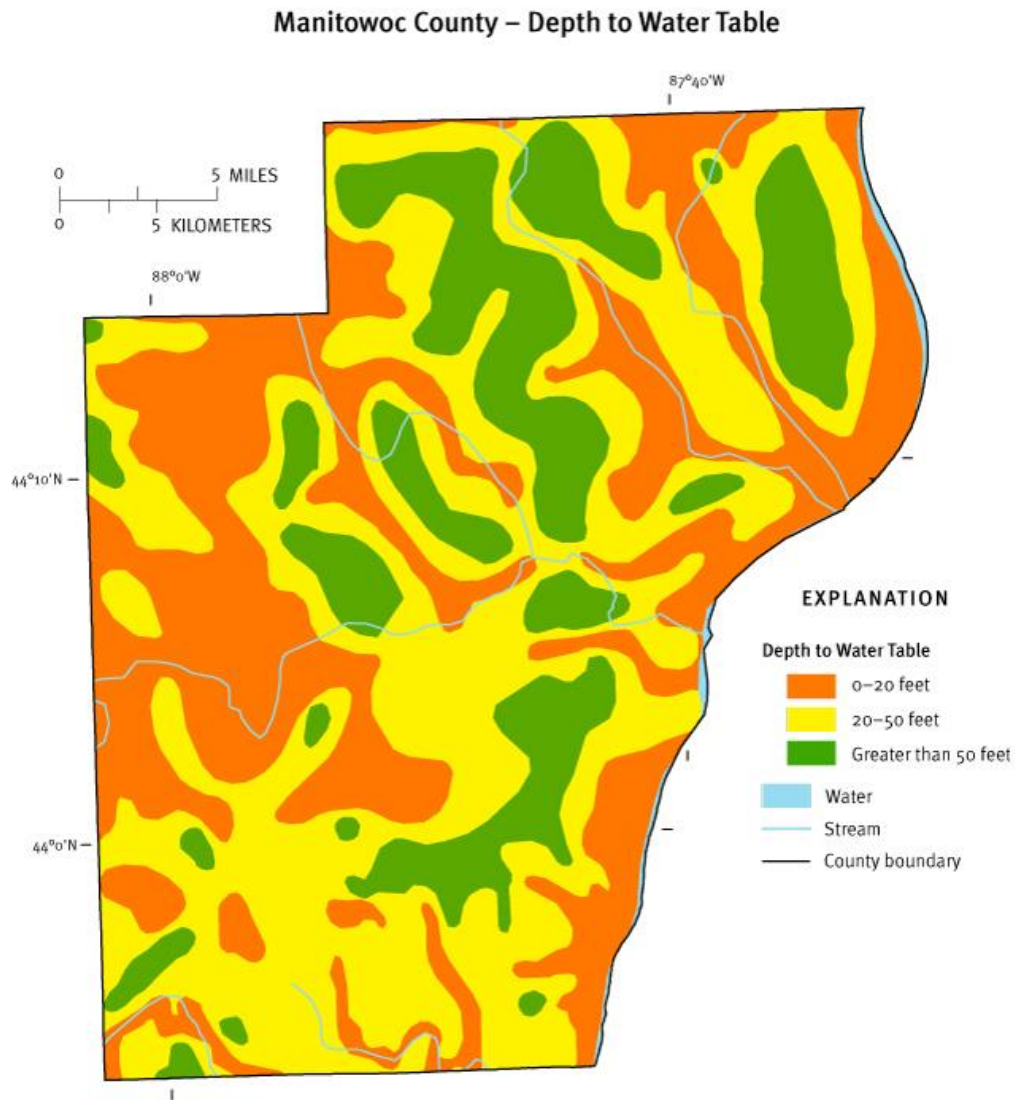 Manitowoc County – Depth to Water Table
87°40'W
0 5 MILES
0 5 KILOMETERS
88°0'W
44°10'N
EXPLANATION
Depth to Water Table
0–20 feet
20–50 feet
Greater than 50 feet
Water
Stream
County boundary
44°0'N